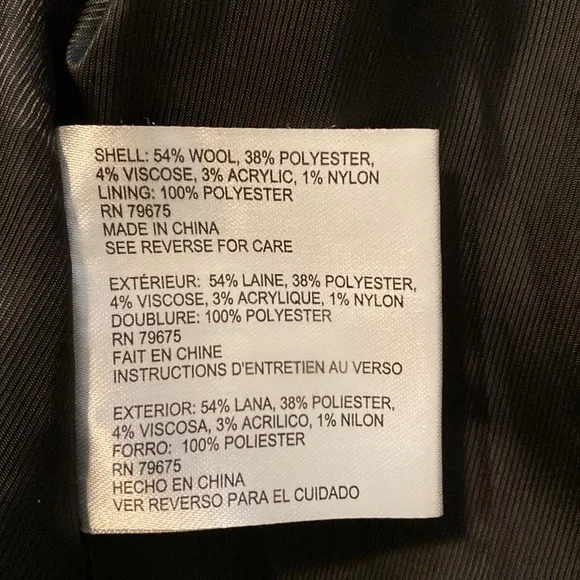 SHELL: 54% WOOL, 38% POLYESTER,
4% VISCOSE, 3% ACRYLIC, 1% NYLON
LINING: 100% POLYESTER
RN 79675
MADE IN CHINA
SEE REVERSE FOR CARE
EXTÉRIEUR: 54% LAINE, 38% POLYESTER,
4% VISCOSE, 3% ACRYLIQUE, 1% NYLON
DOUBLURE: 100% POLYESTER
RN 79675
FAIT EN CHINE
INSTRUCTIONS D'ENTRETIEN AU VERSO
EXTERIOR: 54% LANA, 38% POLIESTER,
4% VISCOSA, 3% ACRILICO, 1% NILON
FORRO: 100% POLIESTER
RN 79675
HECHO EN CHINA
VER REVERSO PARA EL CUIDADO